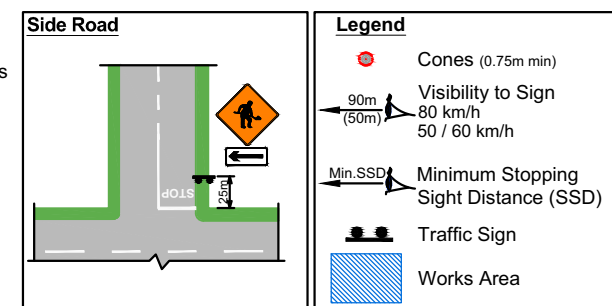 s
Side Road
STOP
25m
Legend
Cones (0.75m min)
90m
(50m)
Visibility to Sign
80 km/h
50 / 60 km/h
Min.SSD
Minimum Stopping
Sight Distance (SSD)
Traffic Sign
Works Area